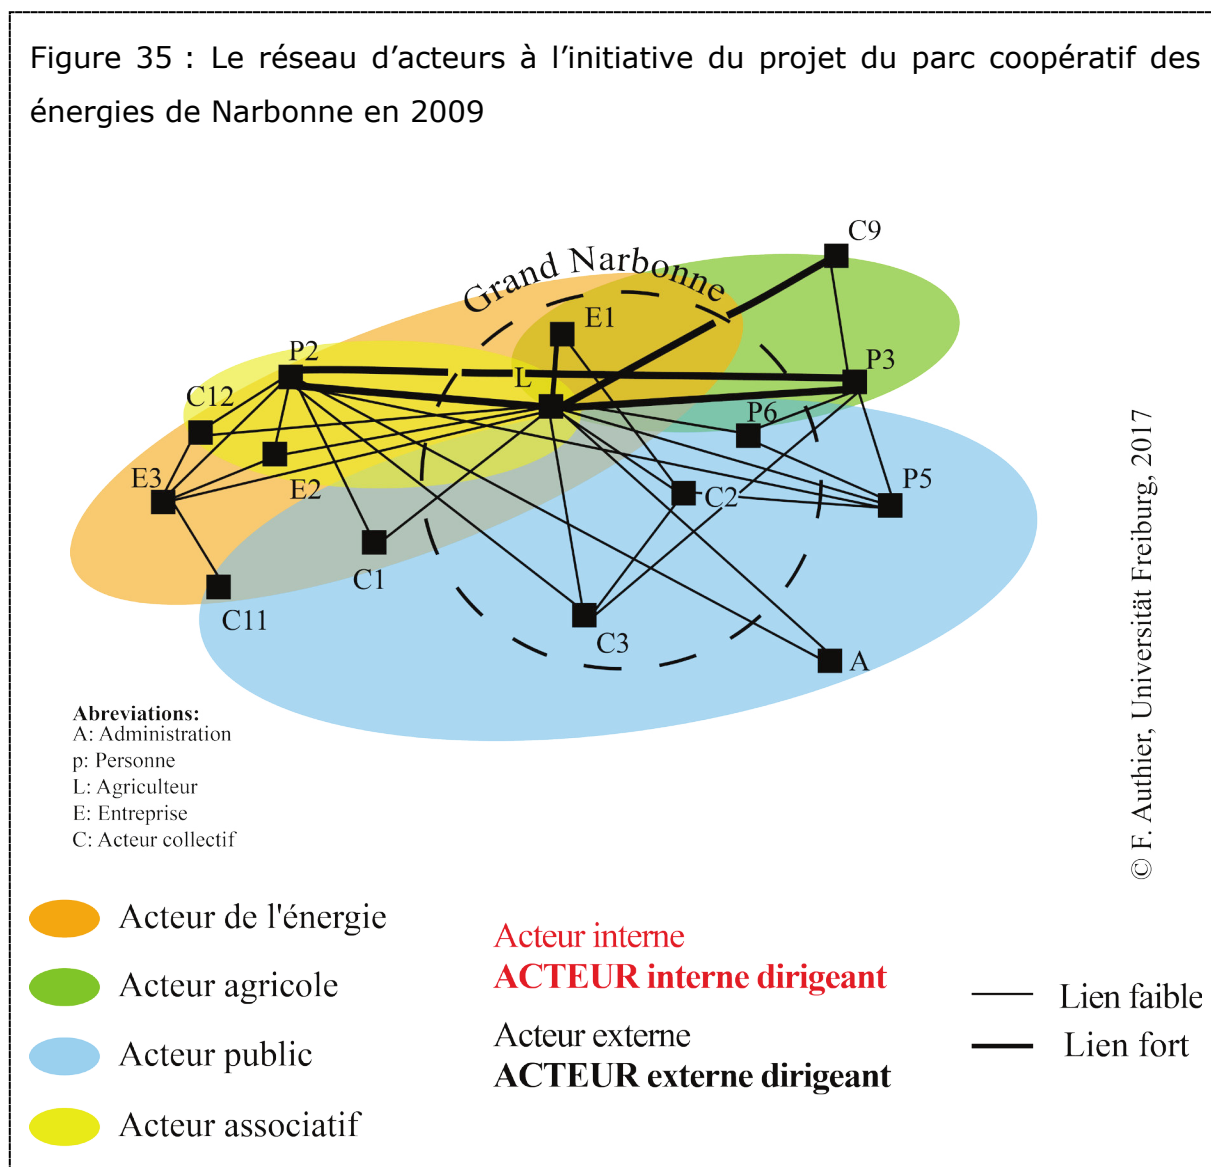 Figure 35 : Le réseau d’acteurs à l’initiative du projet du parc coopératif des
énergies de Narbonne en 2009
Grand Narbonne
C9
E1
P2
L
P3
C12
P6
E3
E2
C2
P5
C1
C11
C3
A
© F. Authier, Universität Freiburg, 2017
Abreviations:
A: Administration
p: Personne
L: Agriculteur
E: Entreprise
C: Acteur collectif
Acteur de l'énergie
Acteur agricole
Acteur public
Acteur associatif
Acteur interne
ACTEUR interne dirigeant
Acteur externe
ACTEUR externe dirigeant
Lien faible
Lien fort